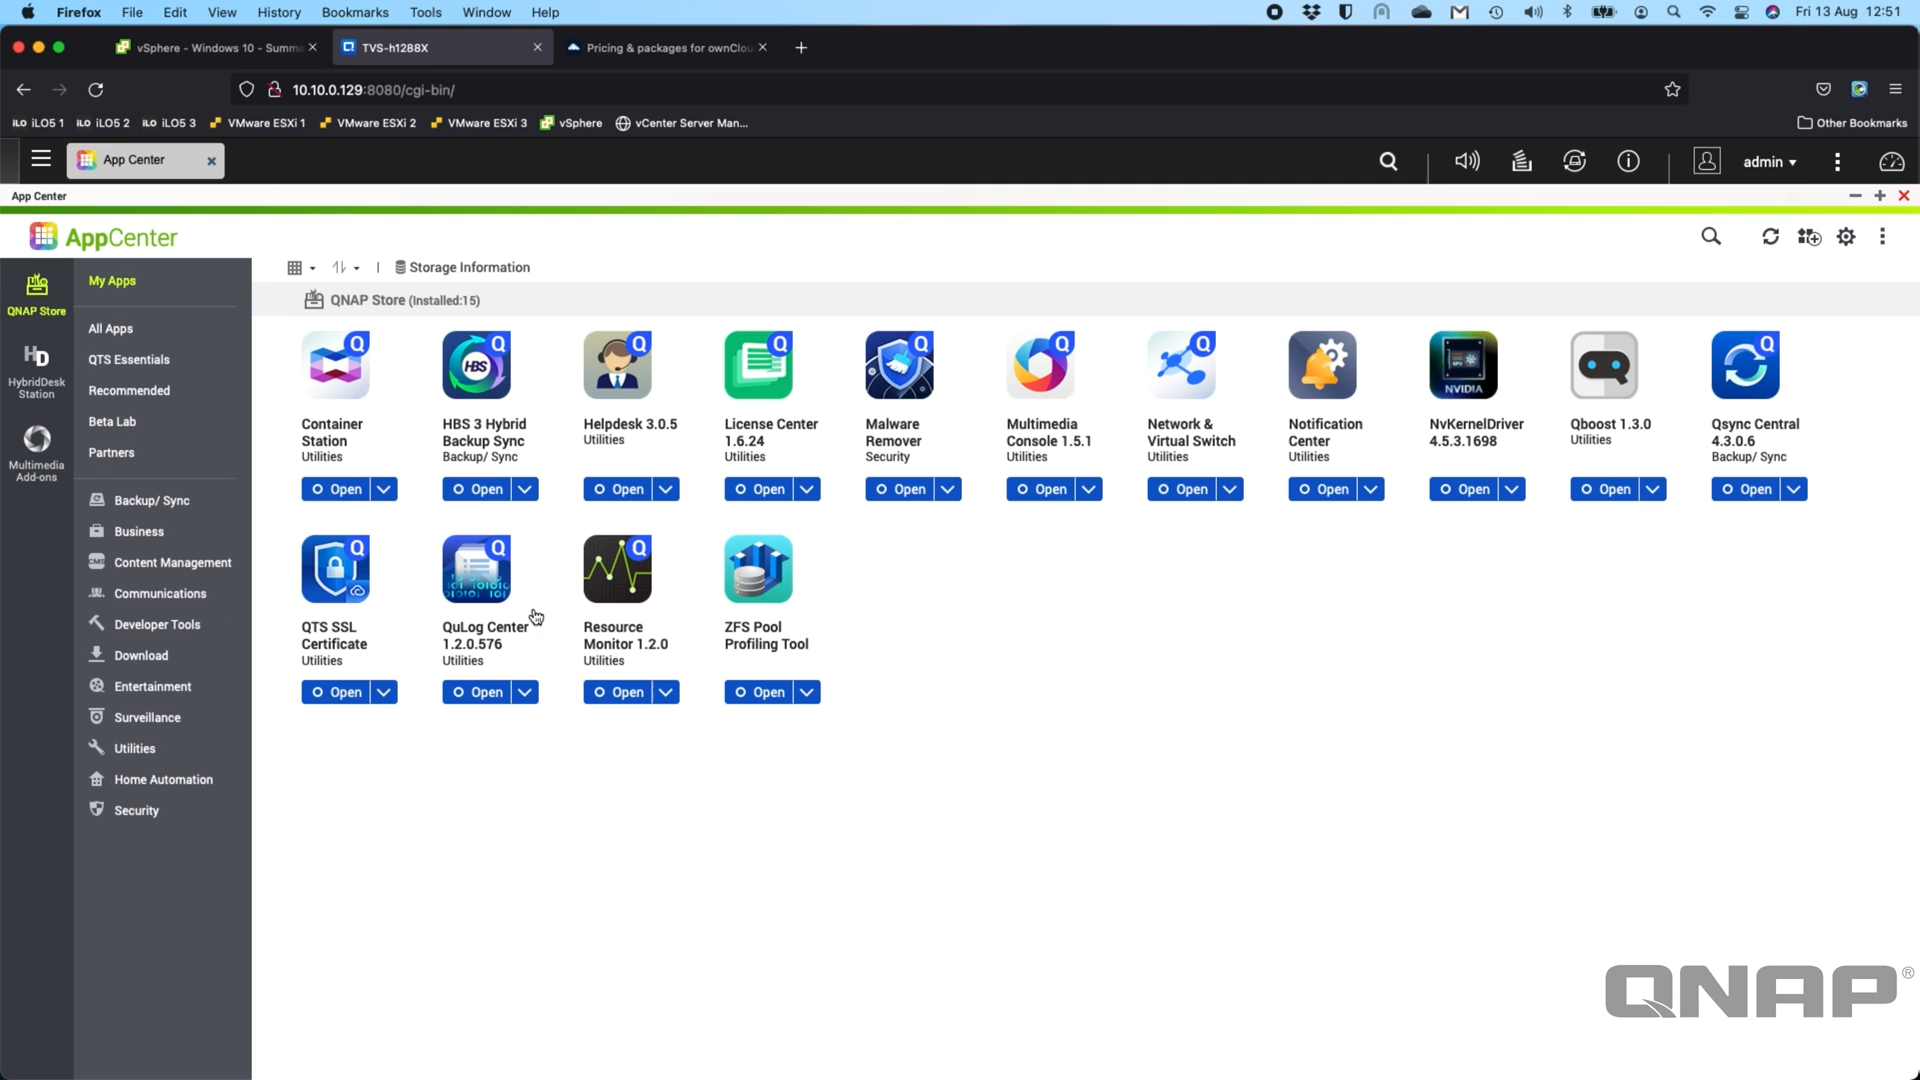 Firefox File Edit View History Bookmarks Tools Window Help Fri 13 Aug 12:51
vSphere - Windows 10 - Summa TVS-h1288X Pricing & packages for ownClou
10.10.0.129:8080/cgi-bin/
iLO iLO5 1 iLO iLO5 2 iLO iLO5 3 VMware ESXi 1 VMware ESXi 2 VMware ESXi 3 vSphere vCenter Server Man... Other Bookmarks
App Center admin
App Center
AppCenter
QNAP Store
HD
HybridDesk
Station
Multimedia
Add-ons
My Apps
All Apps
QTS Essentials
Recommended
Beta Lab
Partners
Backup/ Sync
Business
CMS
Content Management
Communications
Developer Tools
Download
Entertainment
Surveillance
Utilities
Home Automation
Security
Storage Information
QNAP Store (Installed:15)
Q HBS Q Q Q Q Q Q NVIDIA Q
Container
Station
Utilities
Open
HBS 3 Hybrid
Backup Sync
Backup/ Sync
Open
Helpdesk 3.0.5
Utilities
Open
License Center
1.6.24
Utilities
Open
Malware
Remover
Security
Open
Multimedia
Console 1.5.1
Utilities
Open
Network &
Virtual Switch
Utilities
Open
Notification
Center
Utilities
Open
NvKernelDriver
4.5.3.1698
Open
Qboost 1.3.0
Utilities
Open
Qsync Central
4.3.0.6
Backup/ Sync
Open
Q Q Q
QTS SSL
Certificate
Utilities
Open
QuLog Center
1.2.0.576
Utilities
Open
Resource
Monitor 1.2.0
Utilities
Open
ZFS Pool
Profiling Tool
Open
QNAP®